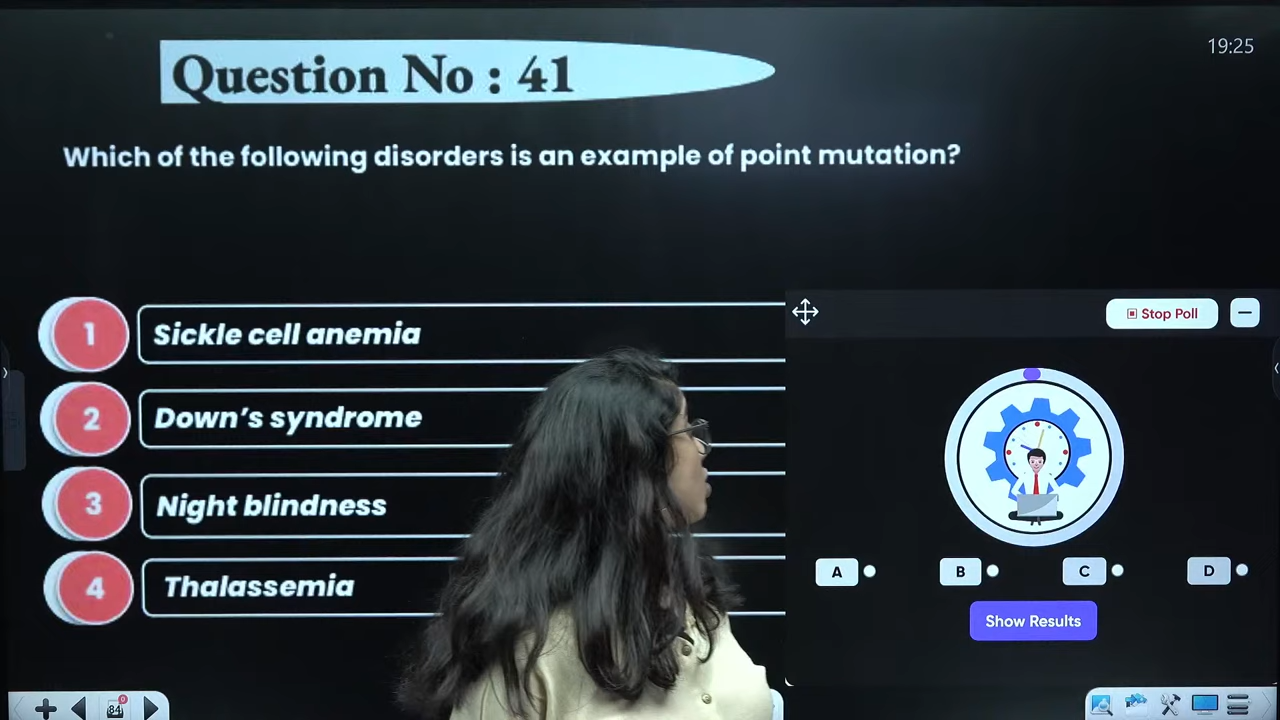 Question No : 41
19:25
Which of the following disorders is an example of point mutation?
1 Sickle cell anemia
2 Down's syndrome
3 Night blindness
4 Thalassemia
Stop Poll
A B C D
Show Results
84
0